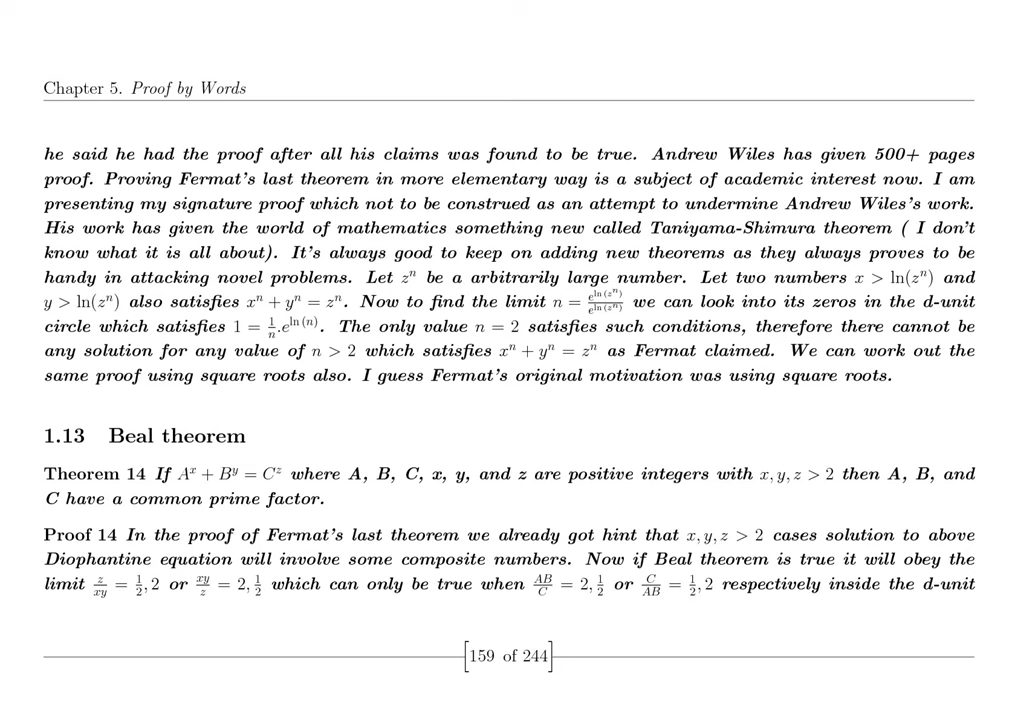 Chapter 5. Proof by Words
he said he had the proof after all his claims was found to be true. Andrew Wiles has given 500+ pages
proof. Proving Fermat's last theorem in more elementary way is a subject of academic interest now. I am
presenting my signature proof which not to be construed as an attempt to undermine Andrew Wiles's work.
His work has given the world of mathematics something new called Taniyama-Shimura theorem ( I don't
know what it is all about). It's always good to keep on adding new theorems as they always proves to be
handy in attacking novel problems. Let $z^n$ be a arbitrarily large number. Let two numbers $x > \ln(z^n)$ and
$y > \ln(z^n)$ also satisfies $x^n + y^n = z^n$. Now to find the limit $n = \frac{e^{\ln(z^n)}}{e^{\ln(z^n)}}$ we can look into its zeros in the d-unit
circle which satisfies $1 = \frac{1}{n}.e^{\ln(n)}$. The only value $n = 2$ satisfies such conditions, therefore there cannot be
any solution for any value of $n > 2$ which satisfies $x^n + y^n = z^n$ as Fermat claimed. We can work out the
same proof using square roots also. I guess Fermat's original motivation was using square roots.
1.13 Beal theorem
Theorem 14 If $A^x + B^y = C^z$ where A, B, C, x, y, and z are positive integers with $x, y, z > 2$ then A, B, and
C have a common prime factor.
Proof 14 In the proof of Fermat's last theorem we already got hint that $x, y, z > 2$ cases solution to above
Diophantine equation will involve some composite numbers. Now if Beal theorem is true it will obey the
limit $\frac{z}{xy} = \frac{1}{2}, 2$ or $\frac{xy}{z} = 2, \frac{1}{2}$ which can only be true when $\frac{AB}{C} = 2, \frac{1}{2}$ or $\frac{C}{AB} = \frac{1}{2}, 2$ respectively inside the d-unit
159 of 244